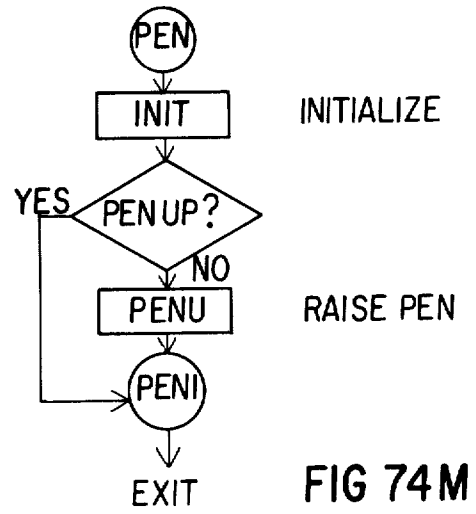 PEN
INIT INITIALIZE
YES PEN UP?
NO
PENU RAISE PEN
PENI
EXIT FIG 74M